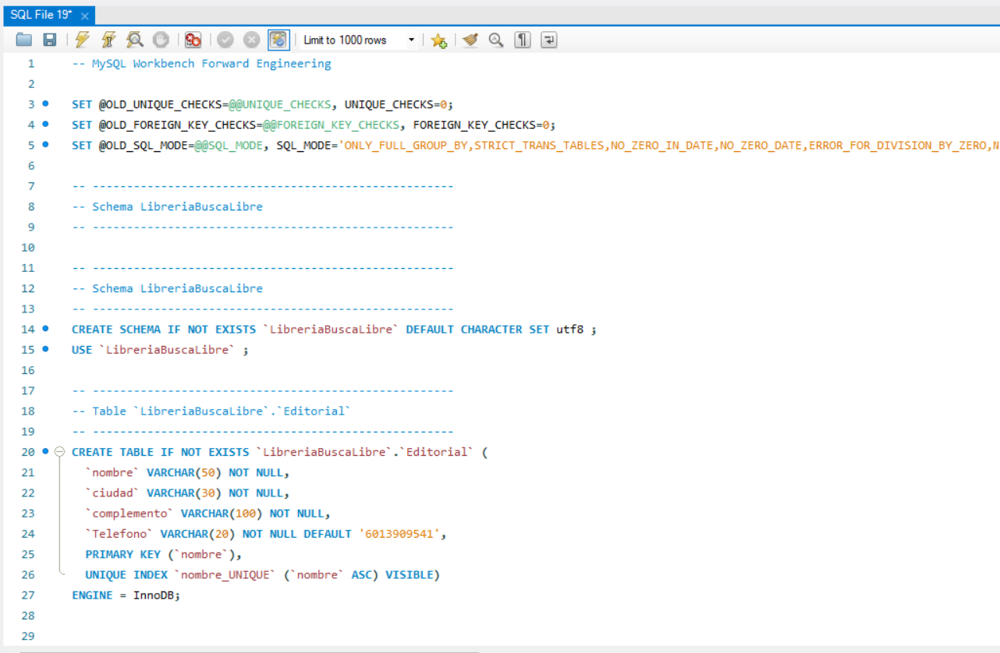 SQL File 19*
Limit to 1000 rows
1 -- MySQL Workbench Forward Engineering
2
3 SET @OLD_UNIQUE_CHECKS=@@UNIQUE_CHECKS, UNIQUE_CHECKS=0;
4 SET @OLD_FOREIGN_KEY_CHECKS=@@FOREIGN_KEY_CHECKS, FOREIGN_KEY_CHECKS=0;
5 SET @OLD_SQL_MODE=@@SQL_MODE, SQL_MODE='ONLY_FULL_GROUP_BY,STRICT_TRANS_TABLES,NO_ZERO_IN_DATE,NO_ZERO_DATE,ERROR_FOR_DIVISION_BY_ZERO,N
6
7 -- -----------------------------------------------------
8 -- Schema LibreriaBuscaLibre
9 -- -----------------------------------------------------
10
11 -- -----------------------------------------------------
12 -- Schema LibreriaBuscaLibre
13 -- -----------------------------------------------------
14 CREATE SCHEMA IF NOT EXISTS `LibreriaBuscaLibre` DEFAULT CHARACTER SET utf8 ;
15 USE `LibreriaBuscaLibre` ;
16
17 -- -----------------------------------------------------
18 -- Table `LibreriaBuscaLibre`.`Editorial`
19 -- -----------------------------------------------------
20 CREATE TABLE IF NOT EXISTS `LibreriaBuscaLibre`.`Editorial` (
21 `nombre` VARCHAR(50) NOT NULL,
22 `ciudad` VARCHAR(30) NOT NULL,
23 `complemento` VARCHAR(100) NOT NULL,
24 `Telefono` VARCHAR(20) NOT NULL DEFAULT '6013909541',
25 PRIMARY KEY (`nombre`),
26 UNIQUE INDEX `nombre_UNIQUE` (`nombre` ASC) VISIBLE)
27 ENGINE = InnoDB;
28
29